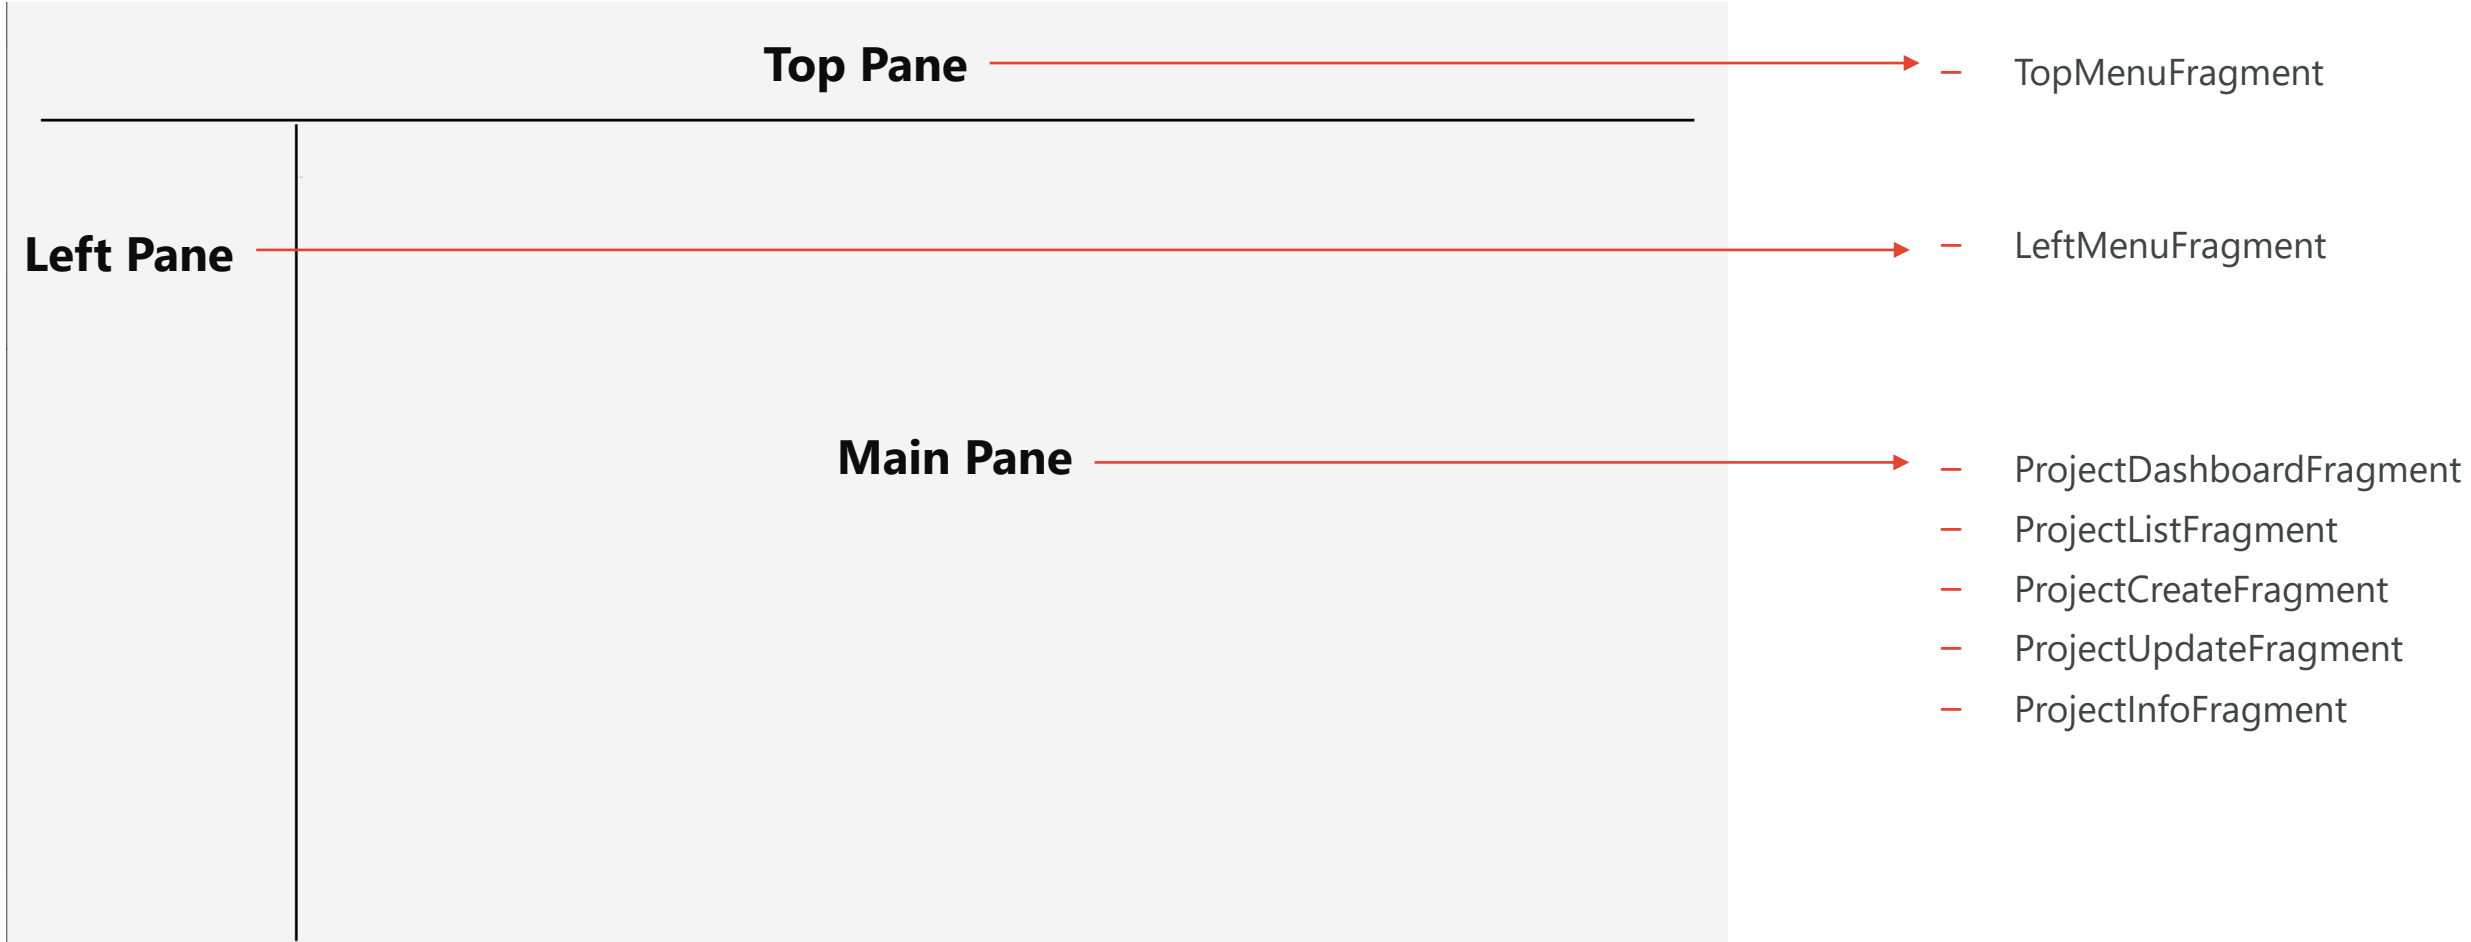 Top Pane
– TopMenuFragment
Left Pane
– LeftMenuFragment
Main Pane
– ProjectDashboardFragment
– ProjectListFragment
– ProjectCreateFragment
– ProjectUpdateFragment
– ProjectInfoFragment